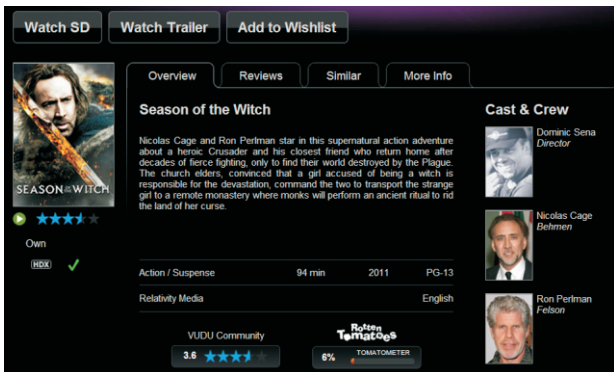 Watch SD
Watch Trailer
Add to Wishlist
SEASON OF THE WITCH
Own
HDX
Overview
Reviews
Similar
More Info
Season of the Witch
Nicolas Cage and Ron Perlman star in this supernatural action adventure
about a heroic Crusader and his closest friend who return home after
decades of fierce fighting, only to find their world destroyed by the Plague.
The church elders, convinced that a girl accused of being a witch is
responsible for the devastation, command the two to transport the strange
girl to a remote monastery where monks will perform an ancient ritual to rid
the land of her curse.
Action / Suspense 94 min 2011 PG-13
Relativity Media English
VUDU Community
3.6
Rotten
Tomatoes
6% TOMATOMETER
Cast & Crew
Dominic Sena
Director
Nicolas Cage
Behmen
Ron Perlman
Felson